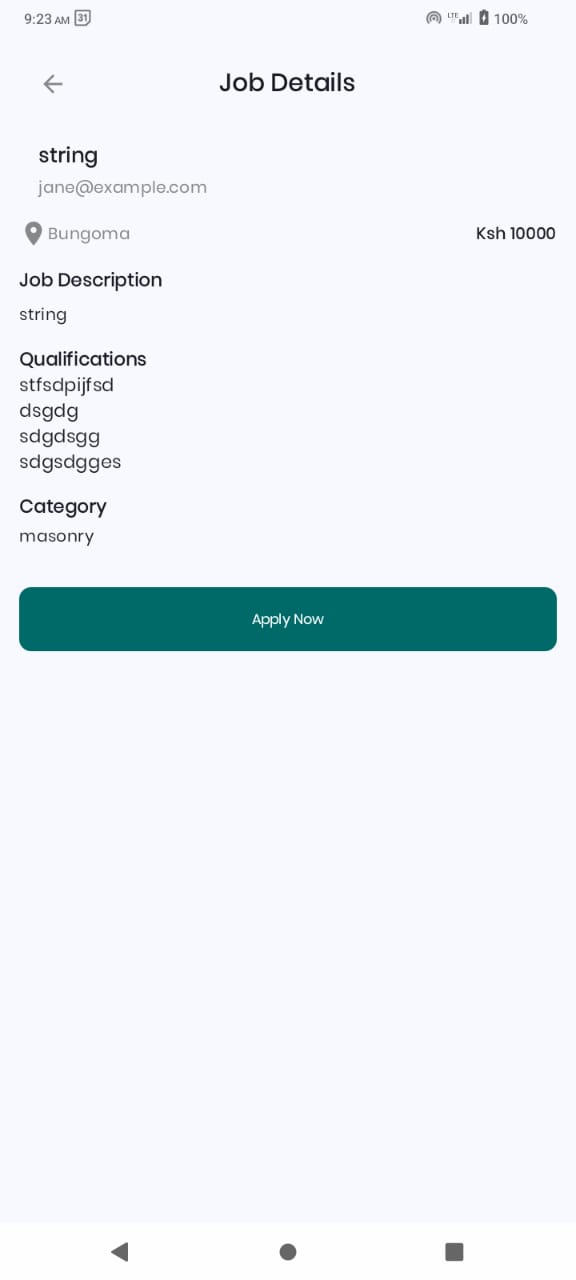 9:23 AM 31 LTE 100%
Job Details
string
jane@example.com
Bungoma Ksh 10000
Job Description
string
Qualifications
stfsdpijfsd
dsgdg
sdgdsgg
sdgsdgges
Category
masonry
Apply Now